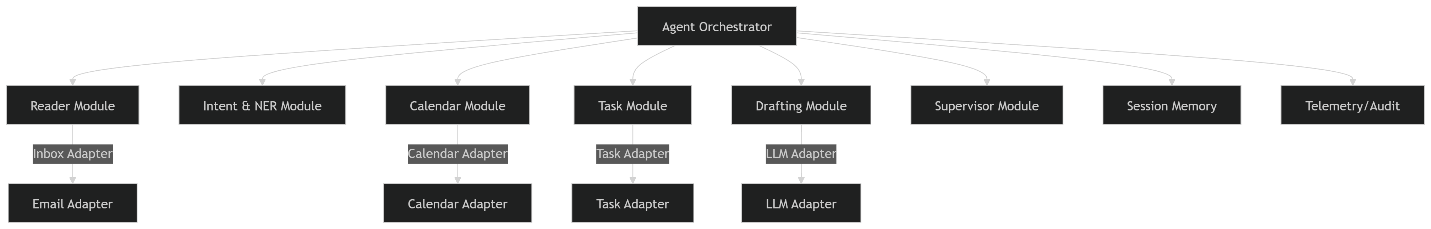 Agent Orchestrator
Reader Module
Intent & NER Module
Calendar Module
Task Module
Drafting Module
Supervisor Module
Session Memory
Telemetry/Audit
Inbox Adapter
Calendar Adapter
Task Adapter
LLM Adapter
Email Adapter
Calendar Adapter
Task Adapter
LLM Adapter